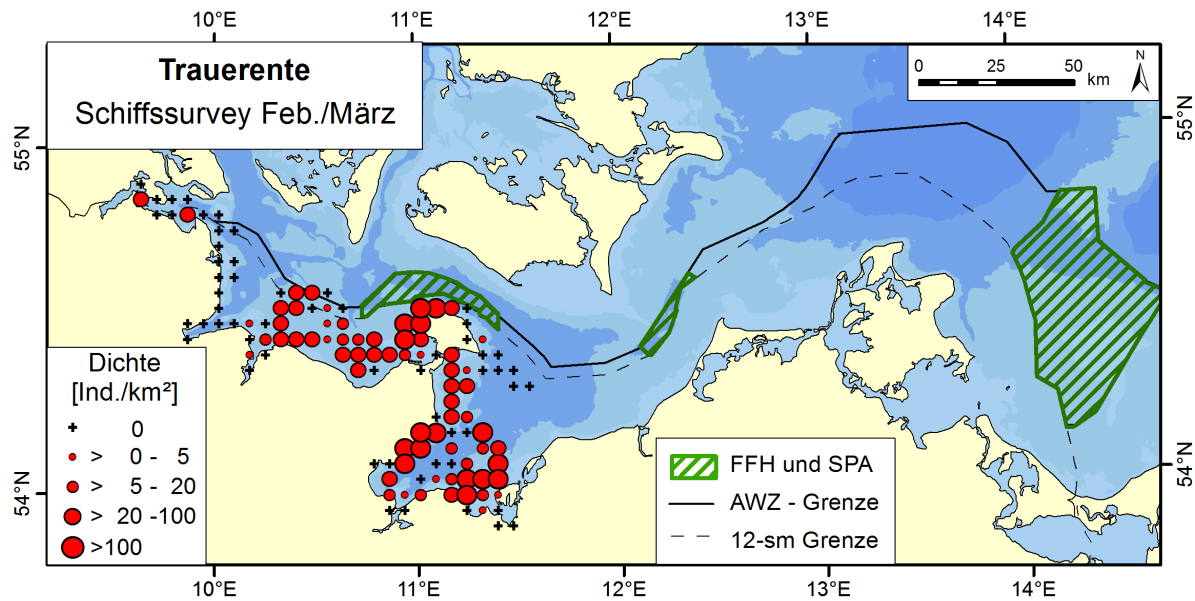 10°E 11°E 12°E 13°E 14°E
Trauerente
Schiffssurvey Feb./März
0 25 50
km
N
55°N
55°N
Dichte
[Ind./km²]
0
> 0 - 5
> 5 - 20
> 20 -100
>100
FFH und SPA
AWZ - Grenze
12-sm Grenze
54°N
54°N
10°E 11°E 12°E 13°E 14°E